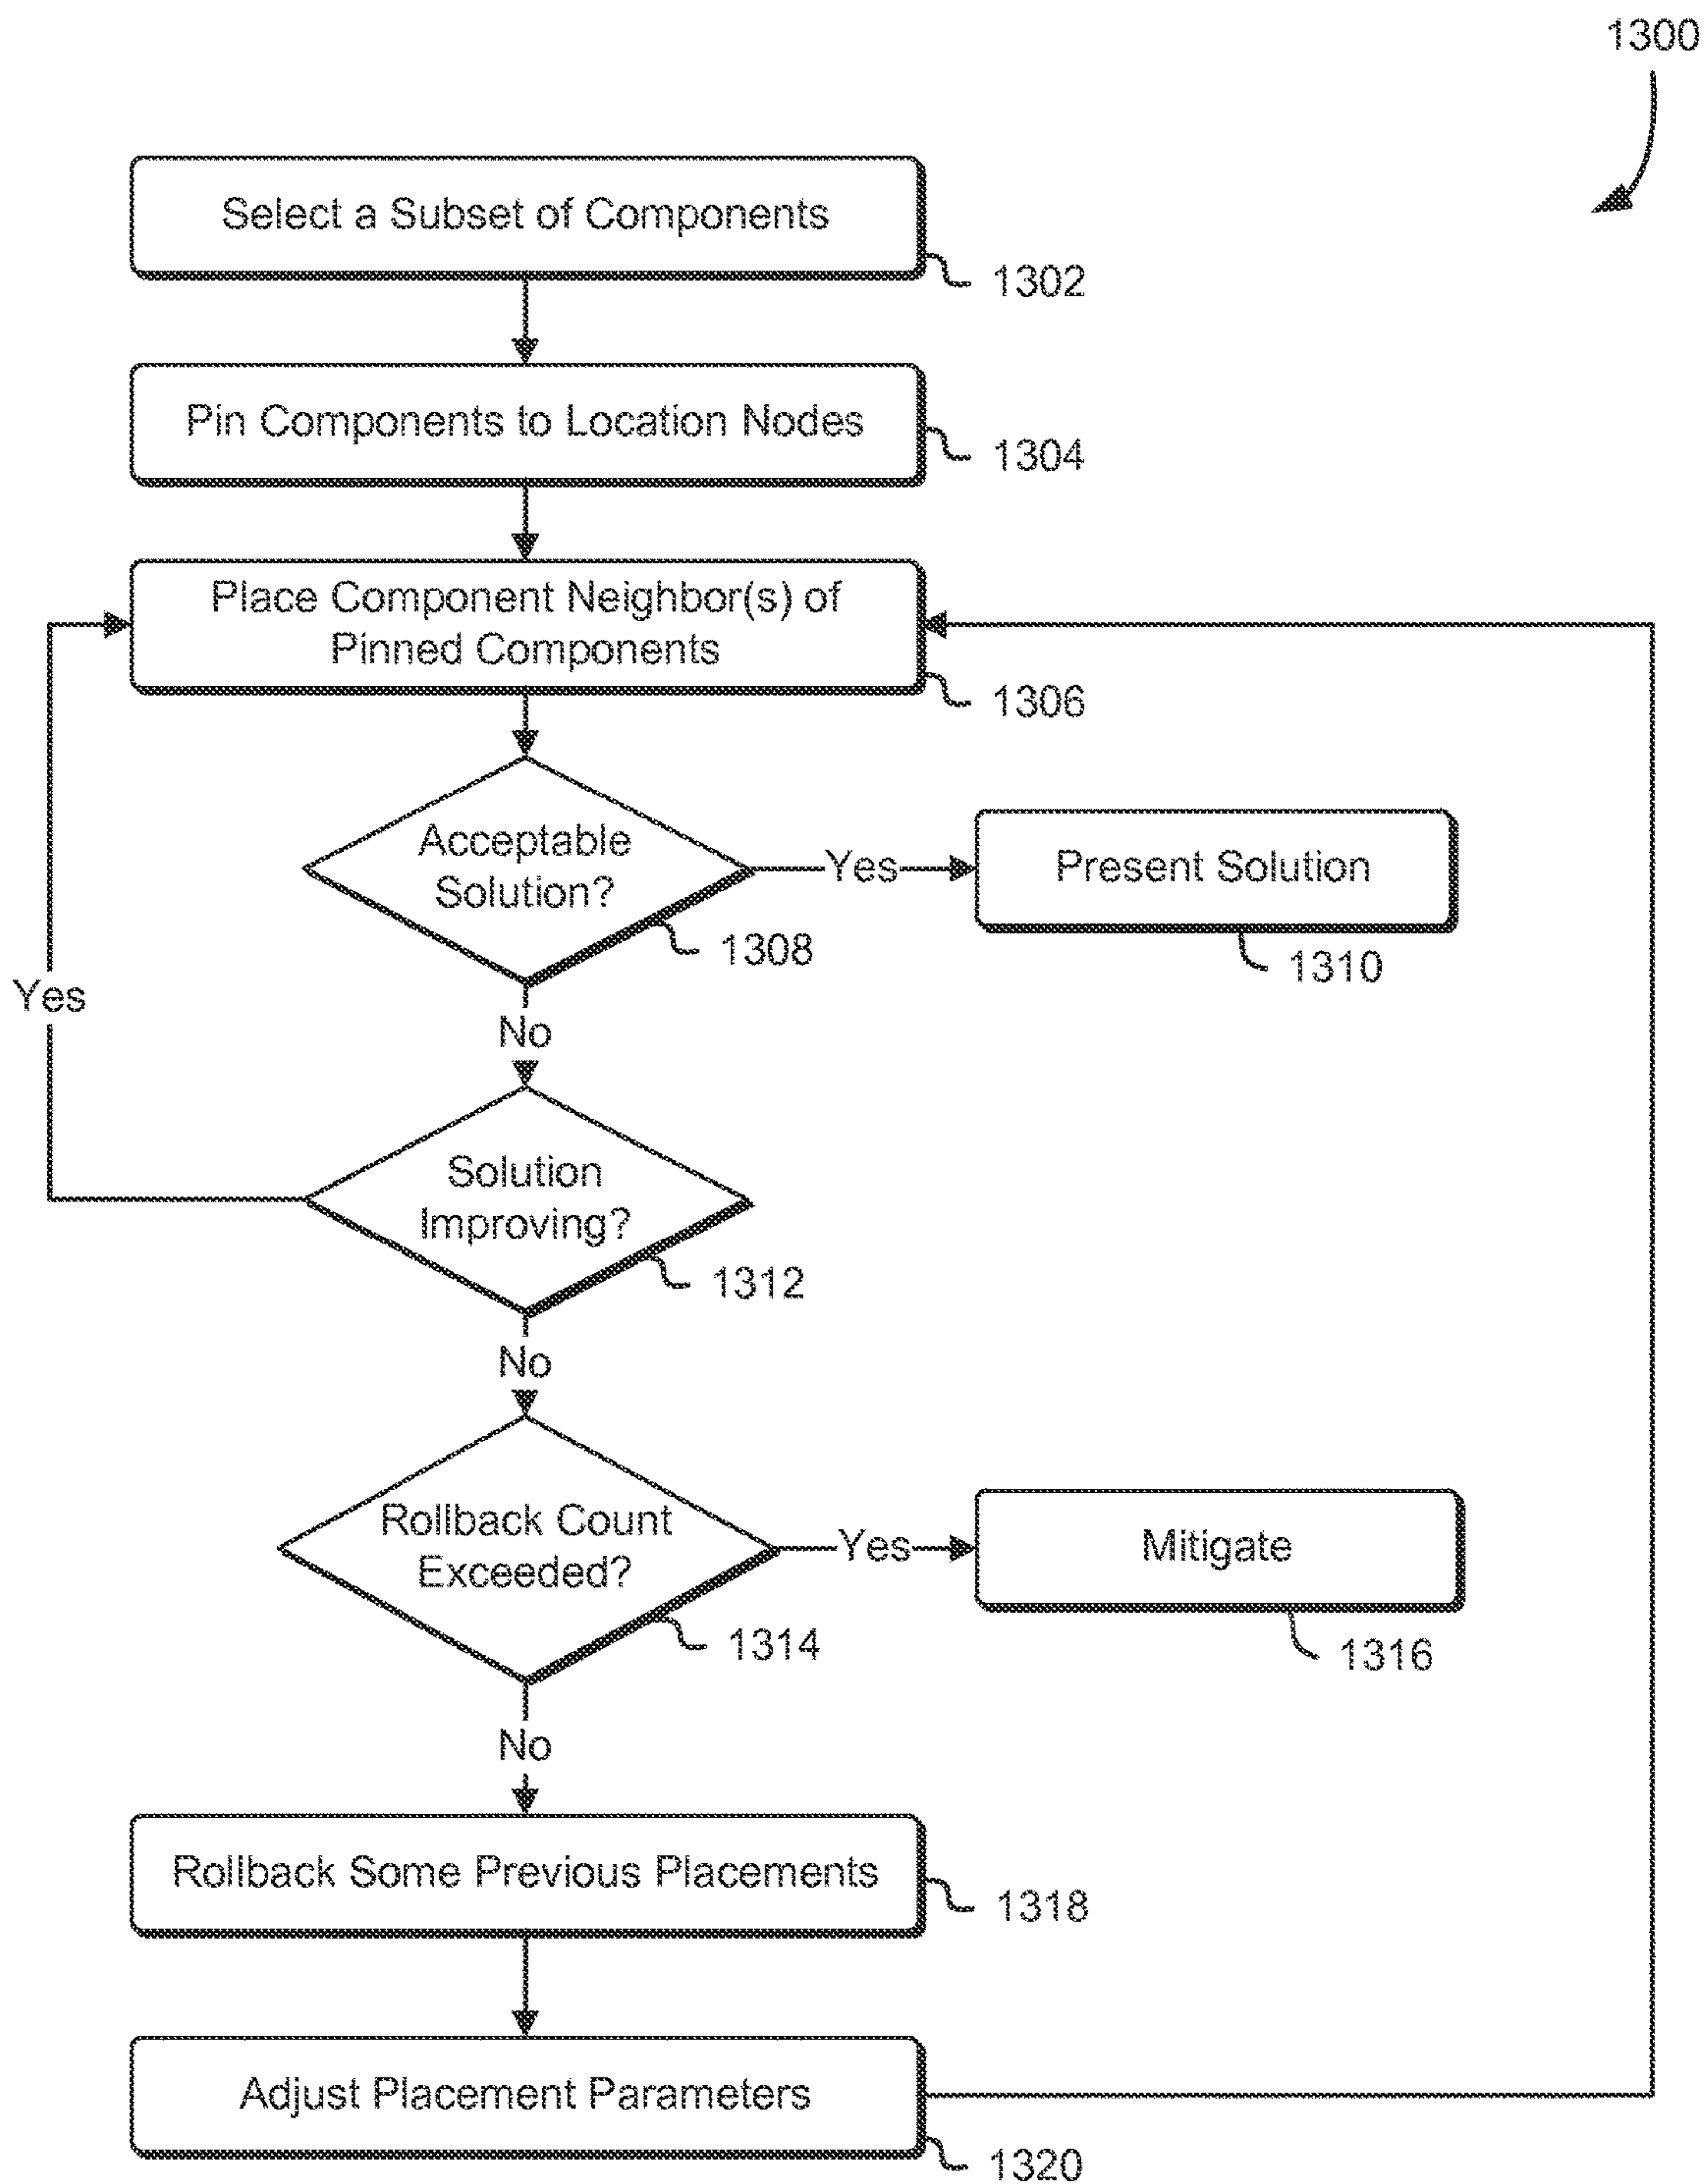 1300
Select a Subset of Components
1302
Pin Components to Location Nodes
1304
Place Component Neighbor(s) of
Pinned Components
1306
Acceptable
Solution?
1308
Yes
Present Solution
1310
Yes
No
Solution
Improving?
1312
No
Rollback Count
Exceeded?
1314
Yes
Mitigate
1316
No
Rollback Some Previous Placements
1318
Adjust Placement Parameters
1320